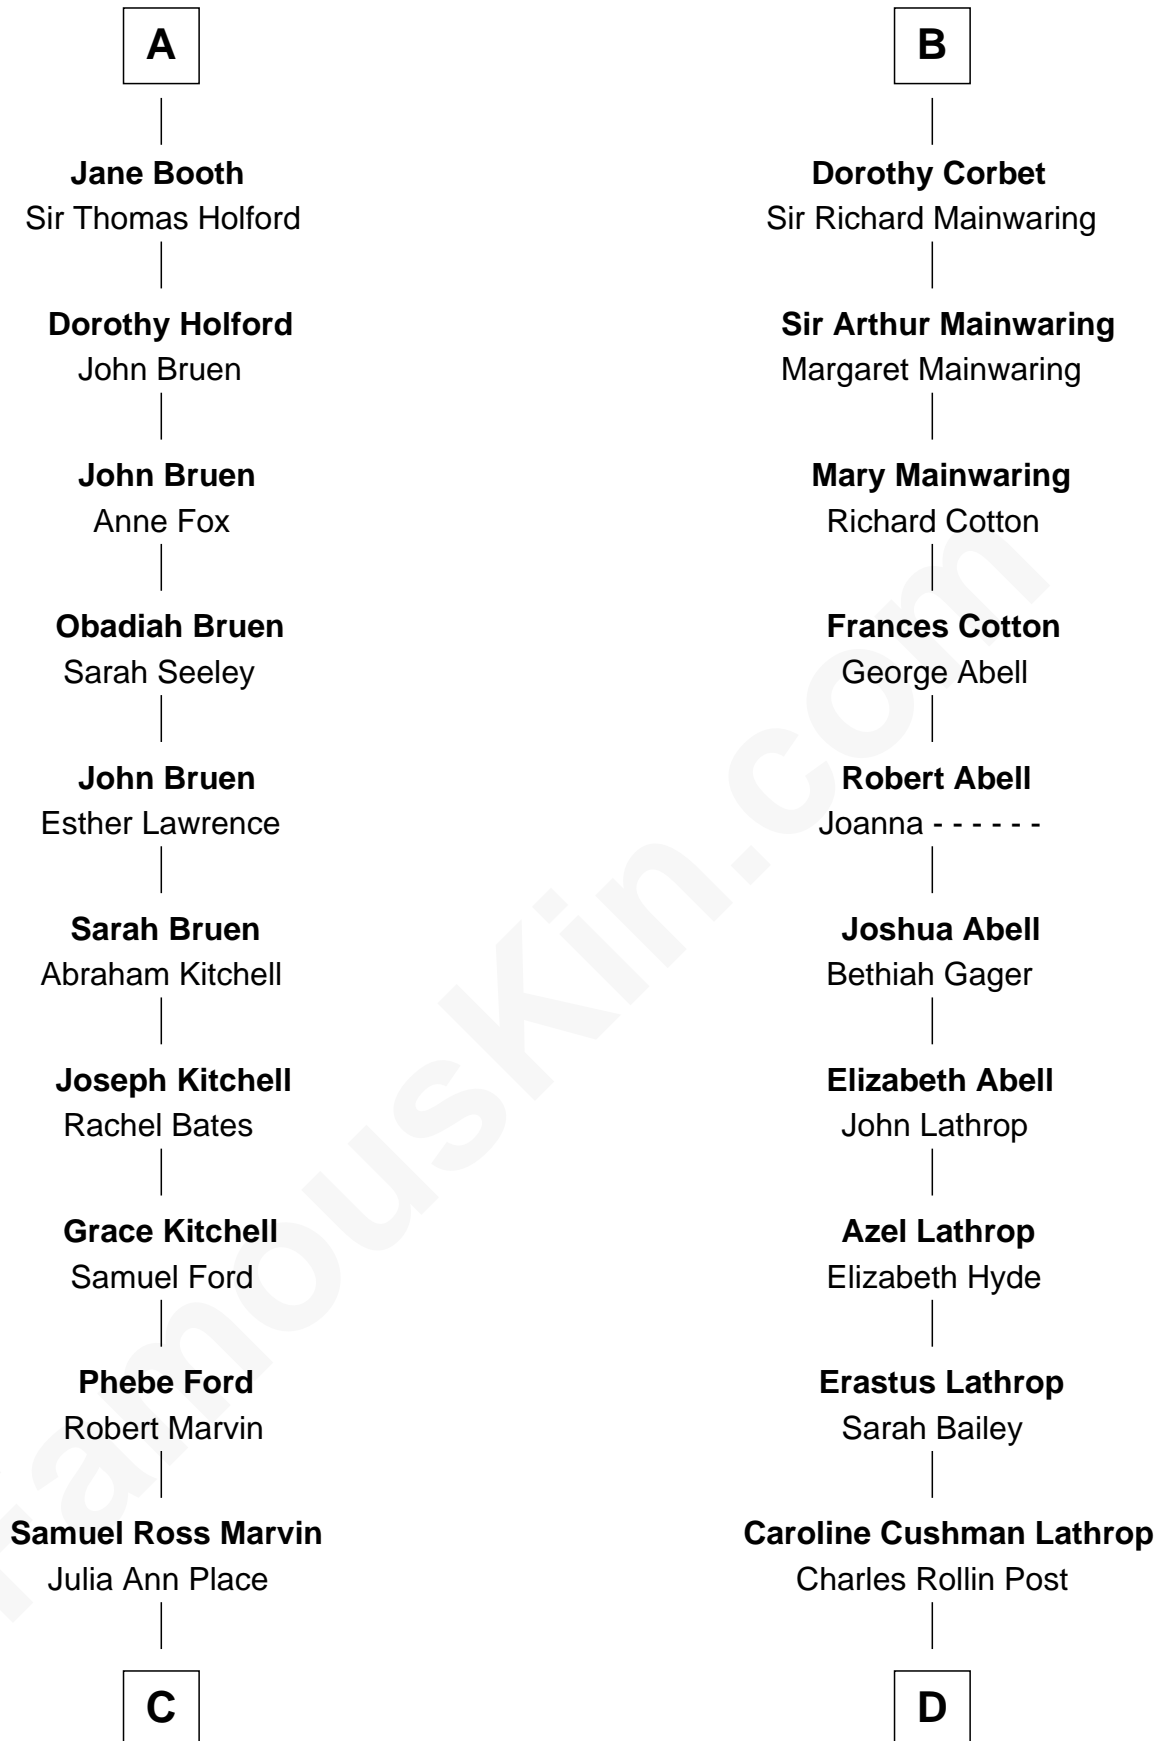 A
Jane Booth
Sir Thomas Holford
Dorothy Holford
John Bruen
John Bruen
Anne Fox
Obadiah Bruen
Sarah Seeley
John Bruen
Esther Lawrence
Sarah Bruen
Abraham Kitchell
Joseph Kitchell
Rachel Bates
Grace Kitchell
Samuel Ford
Phebe Ford
Robert Marvin
Samuel Ross Marvin
Julia Ann Place
C
B
Dorothy Corbet
Sir Richard Mainwaring
Sir Arthur Mainwaring
Margaret Mainwaring
Mary Mainwaring
Richard Cotton
Frances Cotton
George Abell
Robert Abell
Joanna - - - - - -
Joshua Abell
Bethiah Gager
Elizabeth Abell
John Lathrop
Azel Lathrop
Elizabeth Hyde
Erastus Lathrop
Sarah Bailey
Caroline Cushman Lathrop
Charles Rollin Post
D
FamousKin.com